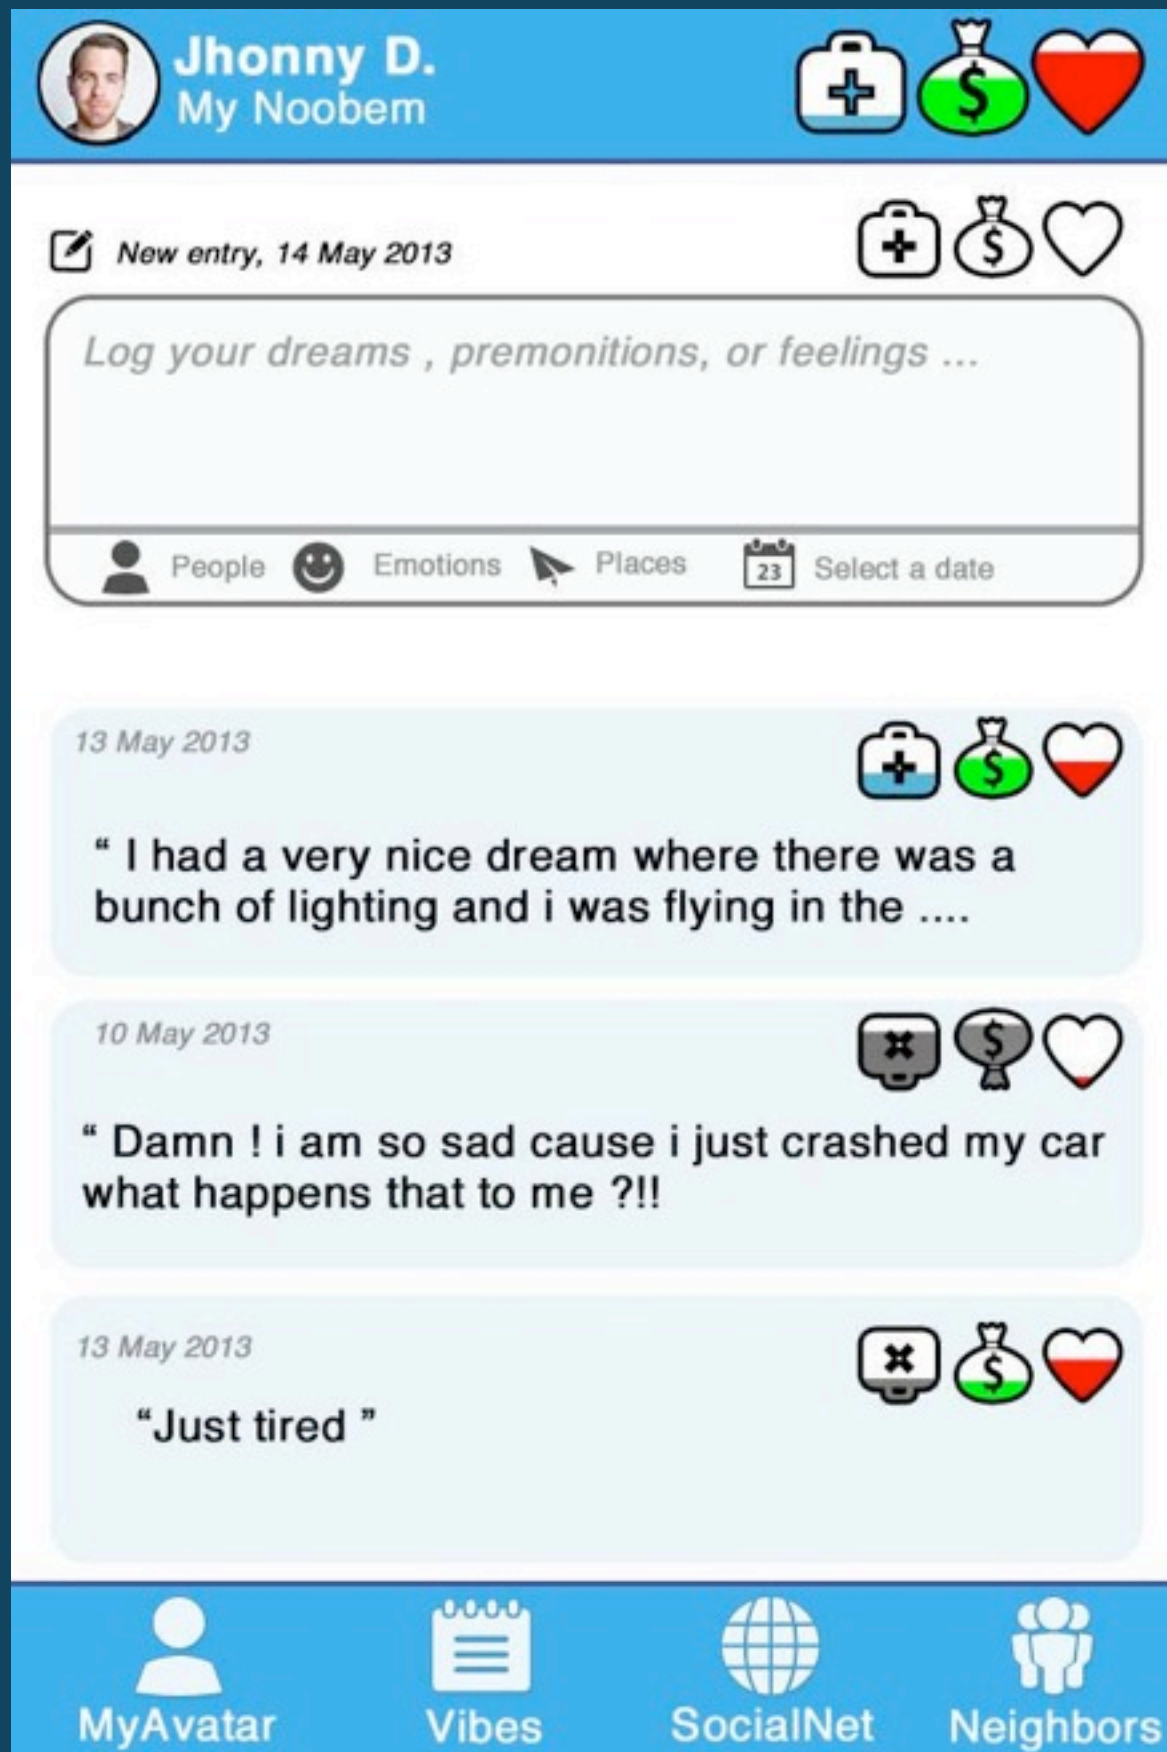 Jhonny D.
My Noobem
$
New entry, 14 May 2013
$
Log your dreams , premonitions, or feelings ...
People
Emotions
Places
23
Select a date
13 May 2013
$
“ I had a very nice dream where there was a
bunch of lighting and i was flying in the ....
10 May 2013
$
“ Damn ! i am so sad cause i just crashed my car
what happens that to me ?!!
13 May 2013
$
“Just tired ”
MyAvatar
Vibes
SocialNet
Neighbors